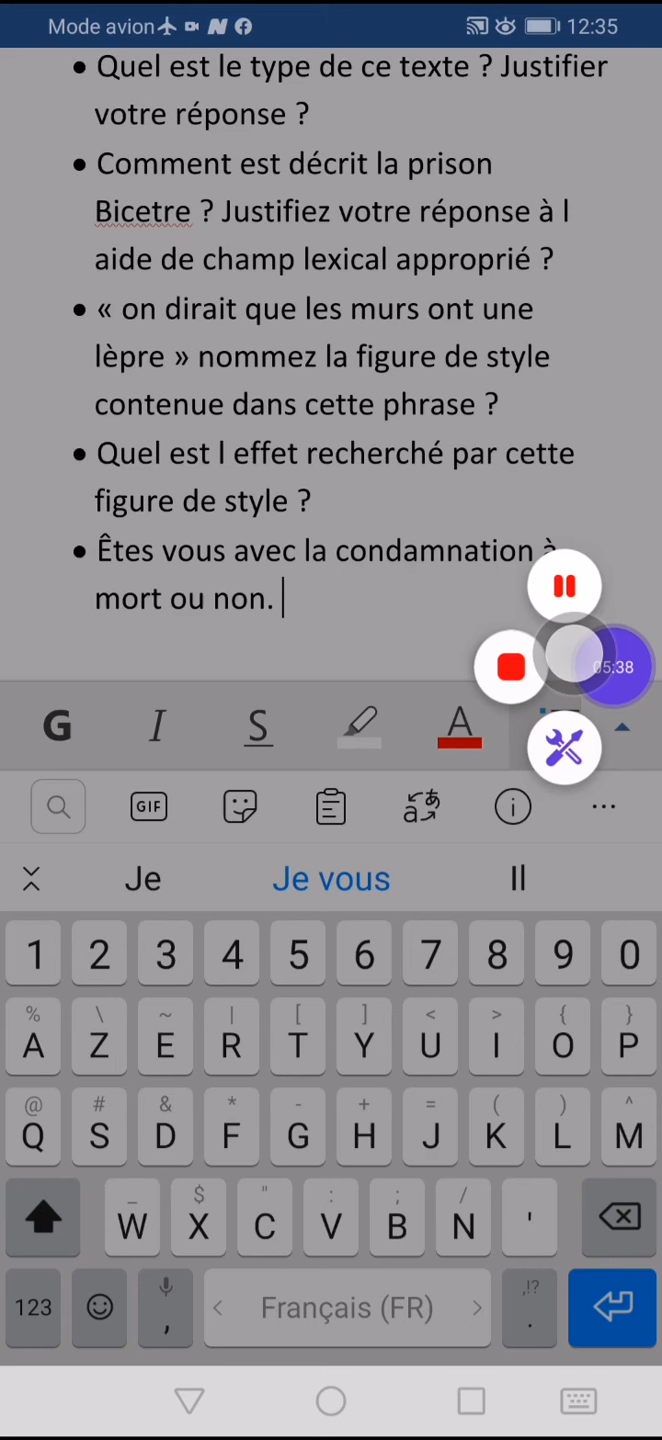 Mode avion 12:35
• Quel est le type de ce texte ? Justifier
votre réponse ?
• Comment est décrit la prison
Bicetre ? Justifiez votre réponse à l
aide de champ lexical approprié ?
• « on dirait que les murs ont une
lèpre » nommez la figure de style
contenue dans cette phrase ?
• Quel est l effet recherché par cette
figure de style ?
• Êtes vous avec la condamnation à
mort ou non.
05:38
G I S A
GIF
Je Je vous Il
1 2 3 4 5 6 7 8 9 0
% \ ~ | [ ] < > { }
A Z E R T Y U I O P
@ # & * - + = ( ) ^
Q S D F G H J K L M
_ $ " : ; /
W X C V B N '
,!?
123 , < Français (FR) > .